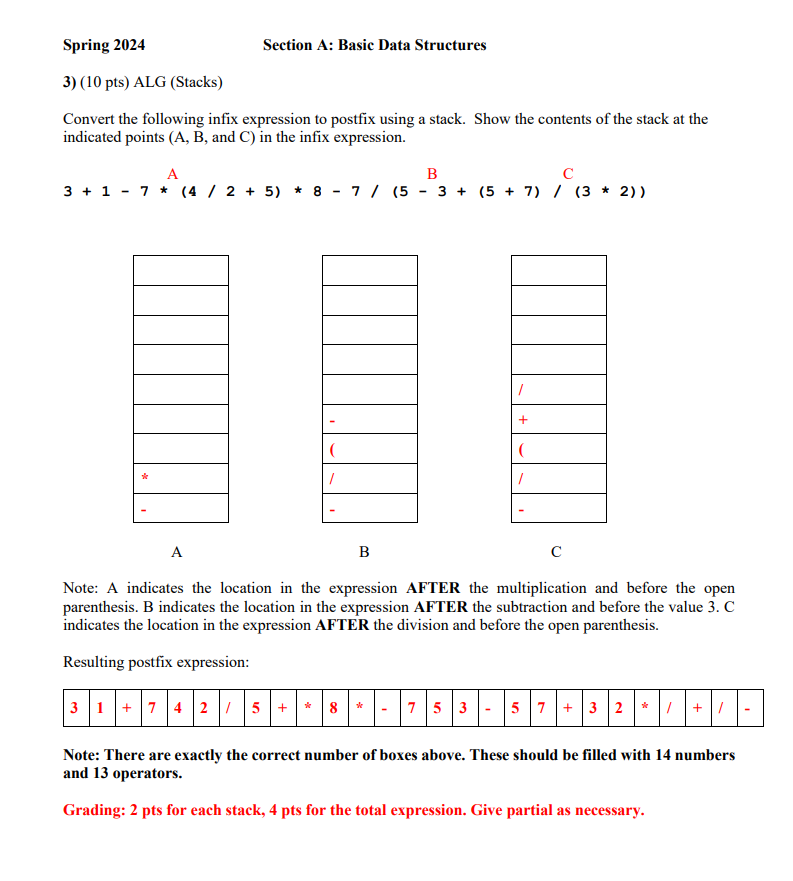 Spring 2024 Section A: Basic Data Structures
3) (10 pts) ALG (Stacks)
Convert the following infix expression to postfix using a stack. Show the contents of the stack at the
indicated points (A, B, and C) in the infix expression.
A B C
3 + 1 - 7 * (4 / 2 + 5) * 8 - 7 / (5 - 3 + (5 + 7) / (3 * 2))
/
- +
( (
* / /
- - -
A B C
Note: A indicates the location in the expression AFTER the multiplication and before the open
parenthesis. B indicates the location in the expression AFTER the subtraction and before the value 3. C
indicates the location in the expression AFTER the division and before the open parenthesis.
Resulting postfix expression:
3 1 + 7 4 2 / 5 + * 8 * - 7 5 3 - 5 7 + 3 2 * / + / -
Note: There are exactly the correct number of boxes above. These should be filled with 14 numbers
and 13 operators.
Grading: 2 pts for each stack, 4 pts for the total expression. Give partial as necessary.